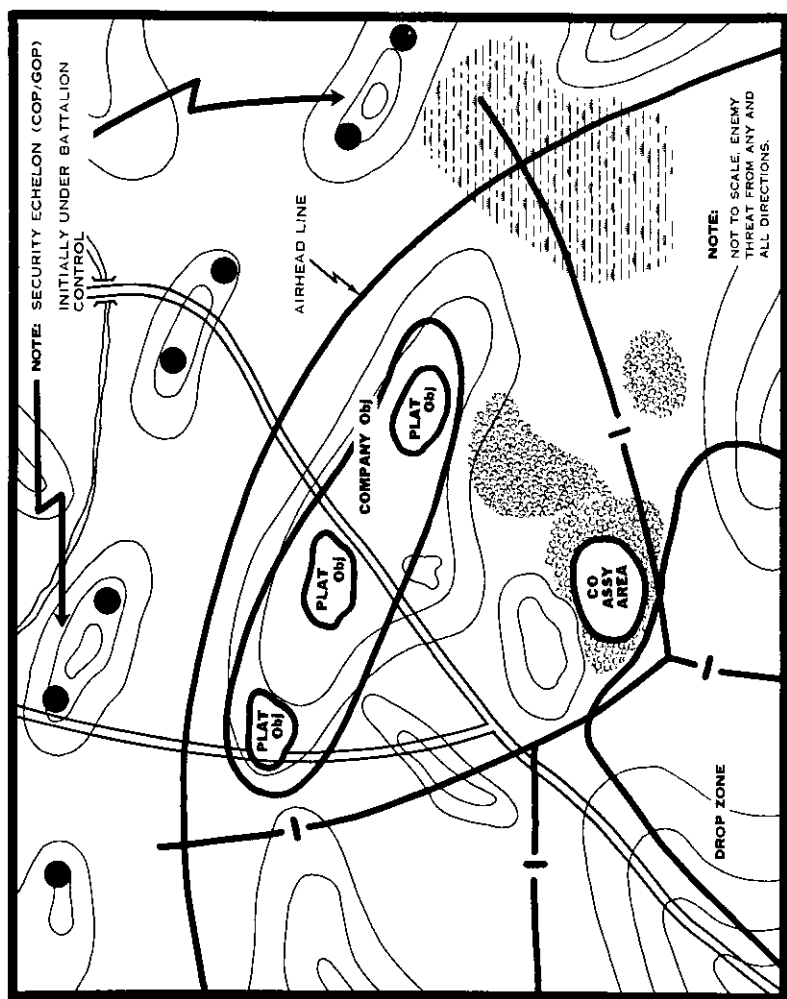 NOTE: SECURITY ECHELON (COP/GOP)
INITIALLY UNDER BATTALION
CONTROL
AIRHEAD LINE
COMPANY Obj
PLAT
Obj
PLAT
Obj
PLAT
Obj
CO
ASSY
AREA
DROP ZONE
NOTE:
NOT TO SCALE, ENEMY
THREAT FROM ANY AND
ALL DIRECTIONS.